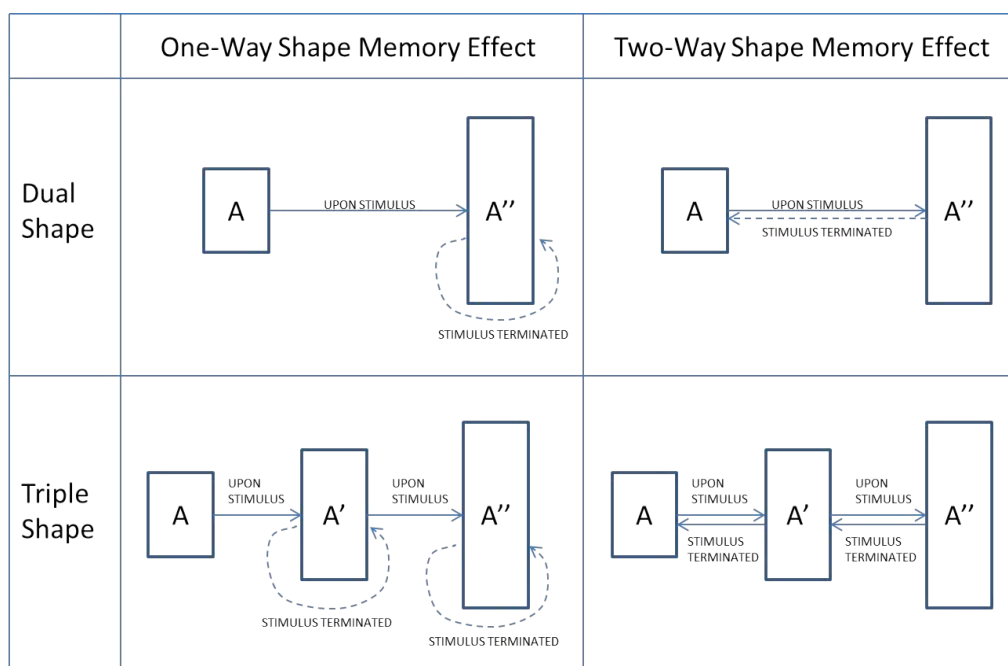 One-Way Shape Memory Effect
Two-Way Shape Memory Effect
Dual
Shape
A
UPON STIMULUS
A''
STIMULUS TERMINATED
A
UPON STIMULUS
STIMULUS TERMINATED
A''
Triple
Shape
A
UPON
STIMULUS
A'
STIMULUS TERMINATED
UPON
STIMULUS
A''
STIMULUS TERMINATED
A
UPON
STIMULUS
STIMULUS
TERMINATED
A'
UPON
STIMULUS
STIMULUS
TERMINATED
A''